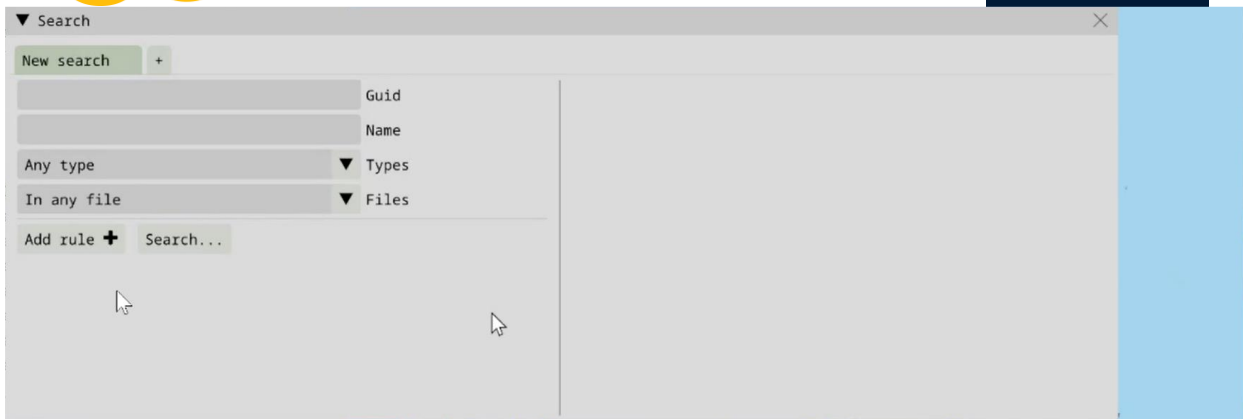 ▼ Search
New search +
Guid
Name
Any type ▼ Types
In any file ▼ Files
Add rule + Search...